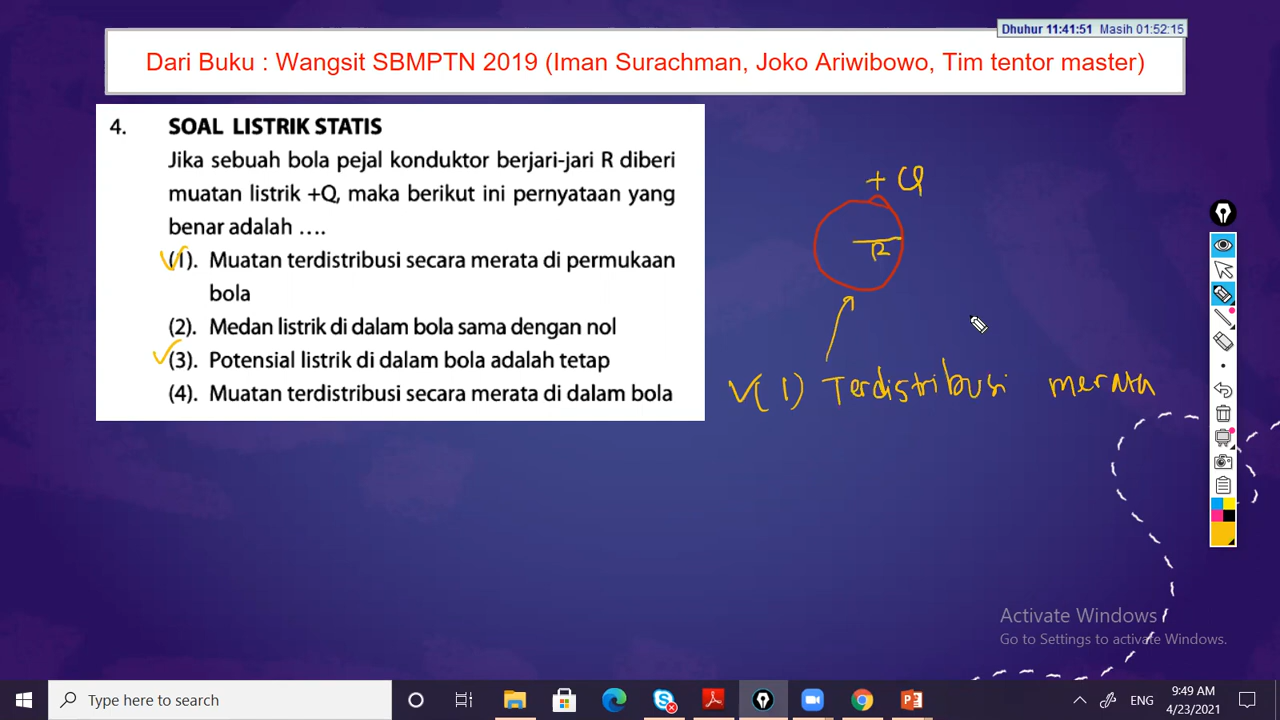 Dhuhur 11:41:51 Masih 01:52:15
Dari Buku : Wangsit SBMPTN 2019 (Iman Surachman, Joko Ariwibowo, Tim tentor master)
4. SOAL LISTRIK STATIS
Jika sebuah bola pejal konduktor berjari-jari R diberi
muatan listrik +Q, maka berikut ini pernyataan yang
benar adalah ....
(1). Muatan terdistribusi secara merata di permukaan
bola
(2). Medan listrik di dalam bola sama dengan nol
(3). Potensial listrik di dalam bola adalah tetap
(4). Muatan terdistribusi secara merata di dalam bola
+ Q
R
√(1) Terdistribusi merata
Activate Windows
Go to Settings to activate Windows.
Type here to search
ENG
9:49 AM
4/23/2021